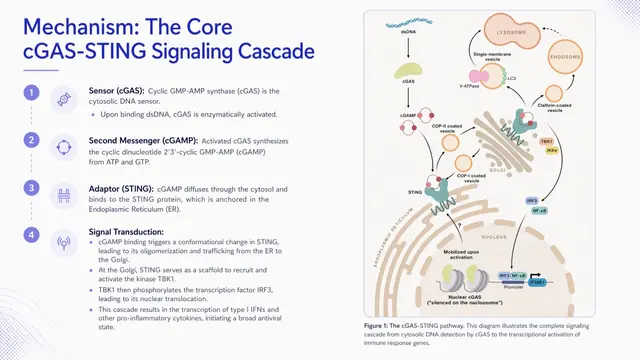 Mechanism: The Core
cGAS-STING Signaling Cascade
1
Sensor (cGAS): Cyclic GMP-AMP synthase (cGAS) is the
cytosolic DNA sensor.
Upon binding dsDNA, cGAS is enzymatically activated.
2
Second Messenger (cGAMP): Activated cGAS synthesizes
the cyclic dinucleotide 2'3'-cyclic GMP-AMP (cGAMP)
from ATP and GTP.
3
Adaptor (STING): cGAMP diffuses through the cytosol and
binds to the STING protein, which is anchored in the
Endoplasmic Reticulum (ER).
4
Signal Transduction:
cGAMP binding triggers a conformational change in STING,
leading to its oligomerization and trafficking from the ER to
the Golgi.
At the Golgi, STING serves as a scaffold to recruit and
activate the kinase TBK1.
TBK1 then phosphorylates the transcription factor IRF3,
leading to its nuclear translocation.
This cascade results in the transcription of type I IFNs and
other pro-inflammatory cytokines, initiating a broad antiviral
state.
dsDNA
cGAS
cGAMP
STING
LYSOSOME
ENDOSOME
Single-membrane
vesicle
LC3
V-ATPase
Clathrin-coated
vesicle
COP-II coated
vesicle
GOLGI
TBK1
IKKε
COP-I coated
vesicle
IRF3
NF-κB
ENDOPLASMIC RETICULUM
NUCLEUS
?
Mobilized upon
activation
Nuclear cGAS
("silenced on the nucleosome")
IRF3
NF-κB
Promoter
IFNB1
Figure 1: The cGAS-STING pathway. This diagram illustrates the complete signaling
cascade from cytosolic DNA detection by cGAS to the transcriptional activation of
immune response genes.